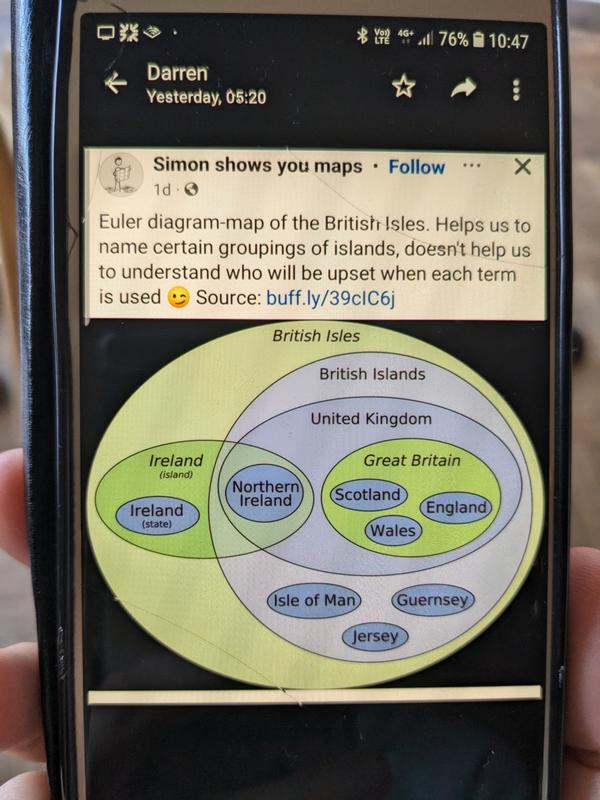 Vo)) 4G+
LTE
76% 10:47
Darren
Yesterday, 05:20
Simon shows you maps · Follow ...
1d ·
Euler diagram-map of the British Isles. Helps us to
name certain groupings of islands, doesn't help us
to understand who will be upset when each term
is used 😉 Source: buff.ly/39cIC6j
British Isles
British Islands
United Kingdom
Ireland
(island)
Great Britain
Northern
Ireland
Scotland
England
Ireland
(state)
Wales
Isle of Man
Guernsey
Jersey